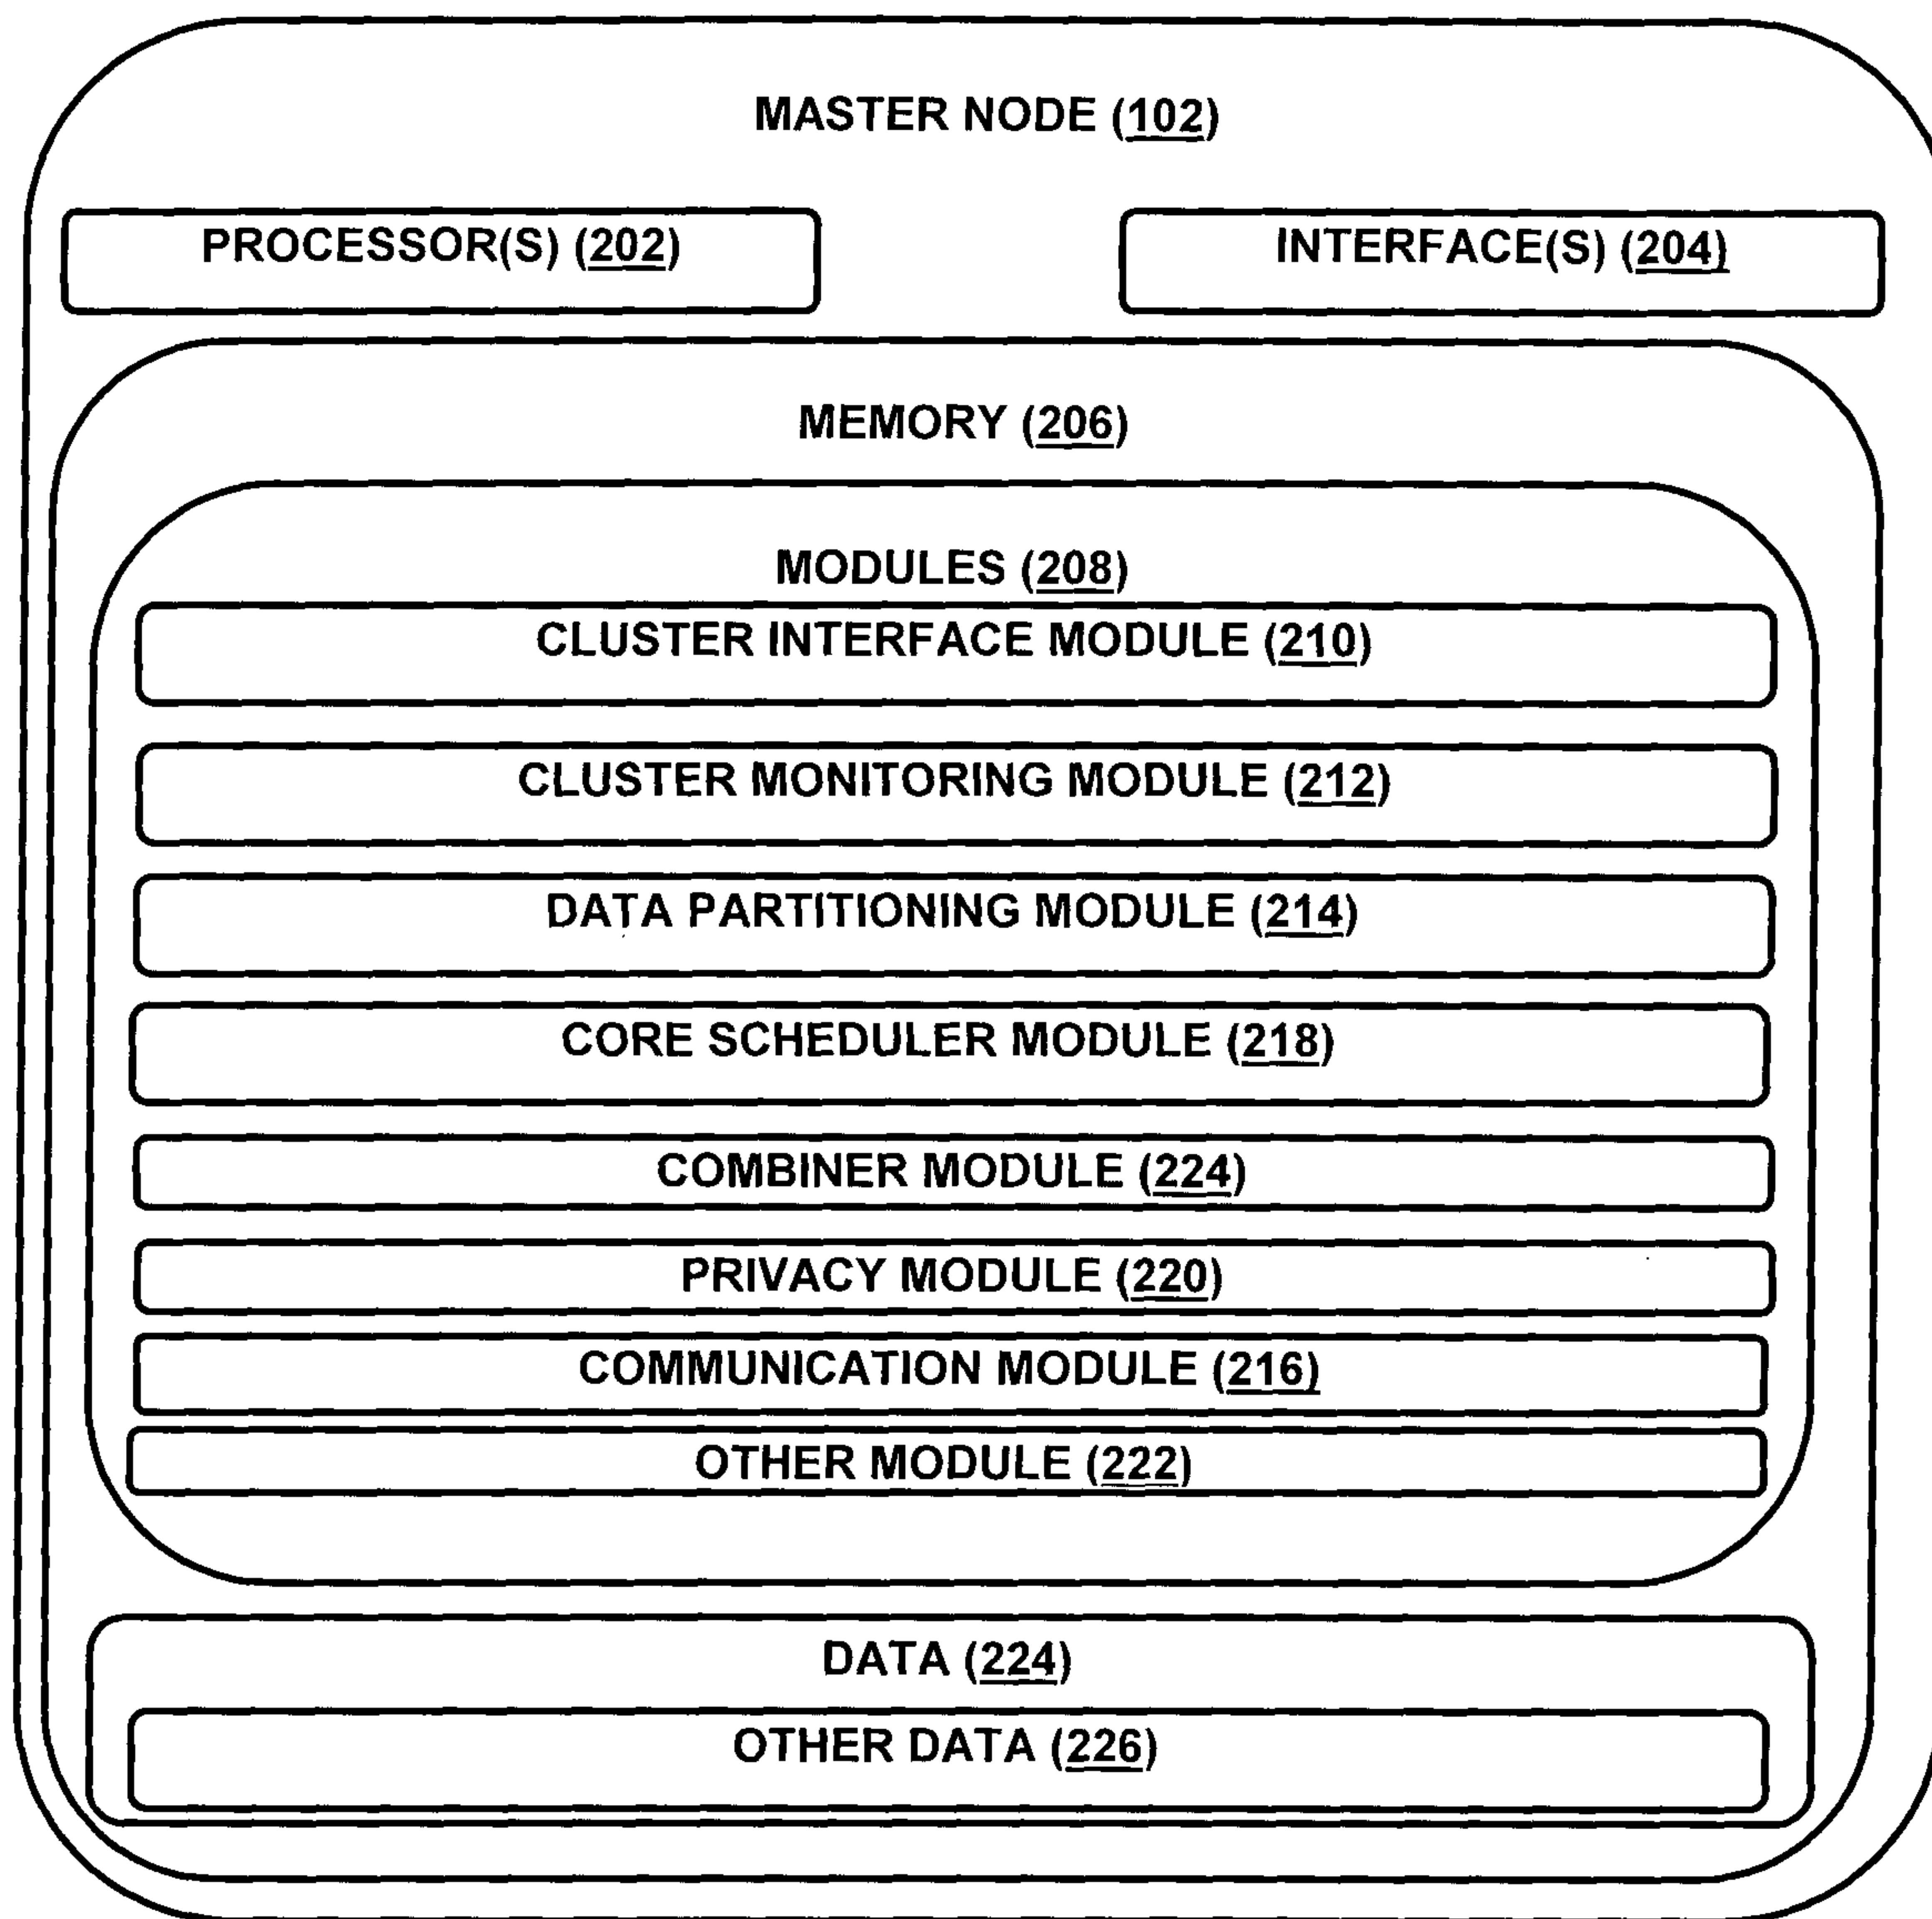 MASTER NODE (102)
PROCESSOR(S) (202)
INTERFACE(S) (204)
MEMORY (206)
MODULES (208)
CLUSTER INTERFACE MODULE (210)
CLUSTER MONITORING MODULE (212)
DATA PARTITIONING MODULE (214)
CORE SCHEDULER MODULE (218)
COMBINER MODULE (224)
PRIVACY MODULE (220)
COMMUNICATION MODULE (216)
OTHER MODULE (222)
DATA (224)
OTHER DATA (226)